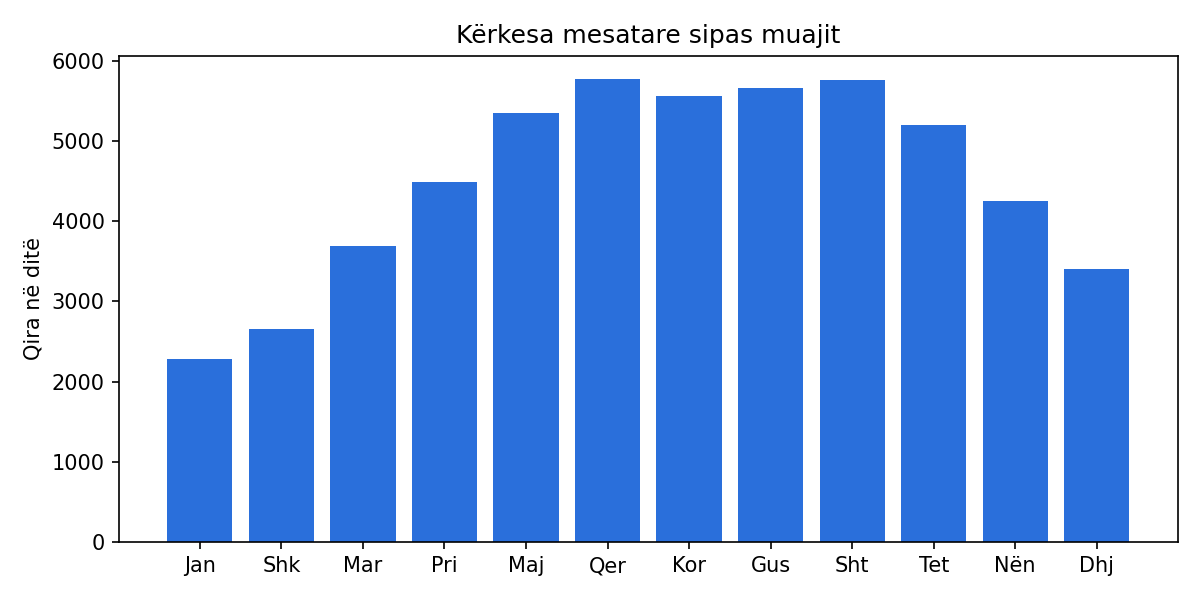 Kërkesa mesatare sipas muajit
Qira në ditë
6000
5000
4000
3000
2000
1000
0
Jan Shk Mar Pri Maj Qer Kor Gus Sht Tet Nën Dhj